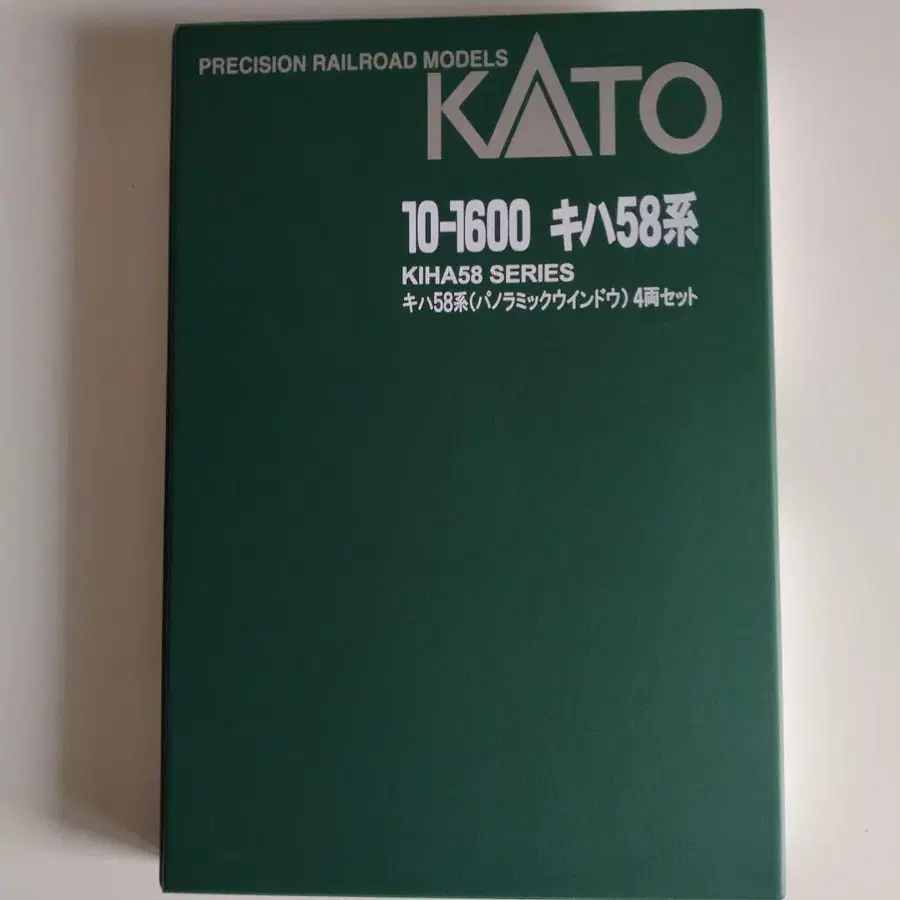 PRECISION RAILROAD MODELS
KATO
10-1600 キハ58系
KIHA58 SERIES
キハ58系(パノラミックウインドウ) 4両セット